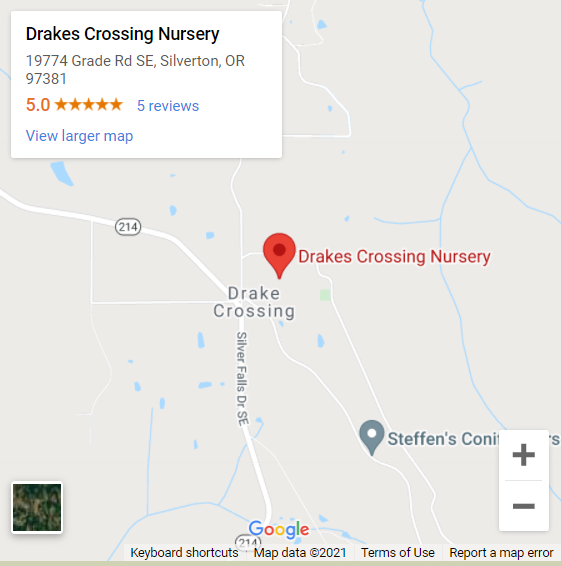 Drakes Crossing Nursery
19774 Grade Rd SE, Silverton, OR
97381
5.0 ★★★★★ 5 reviews
View larger map
214
Drakes Crossing Nursery
Drake
Crossing
Silver Falls Dr SE
Steffen's Conif
ers
+
−
214
Google
Keyboard shortcuts Map data ©2021 Terms of Use Report a map error